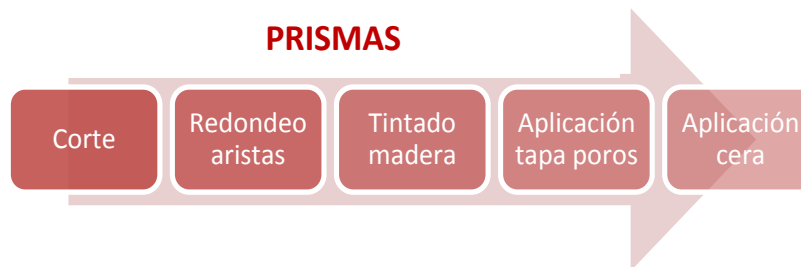 PRISMAS
Corte
Redondeo
aristas
Tintado
madera
Aplicación
tapa poros
Aplicación
cera